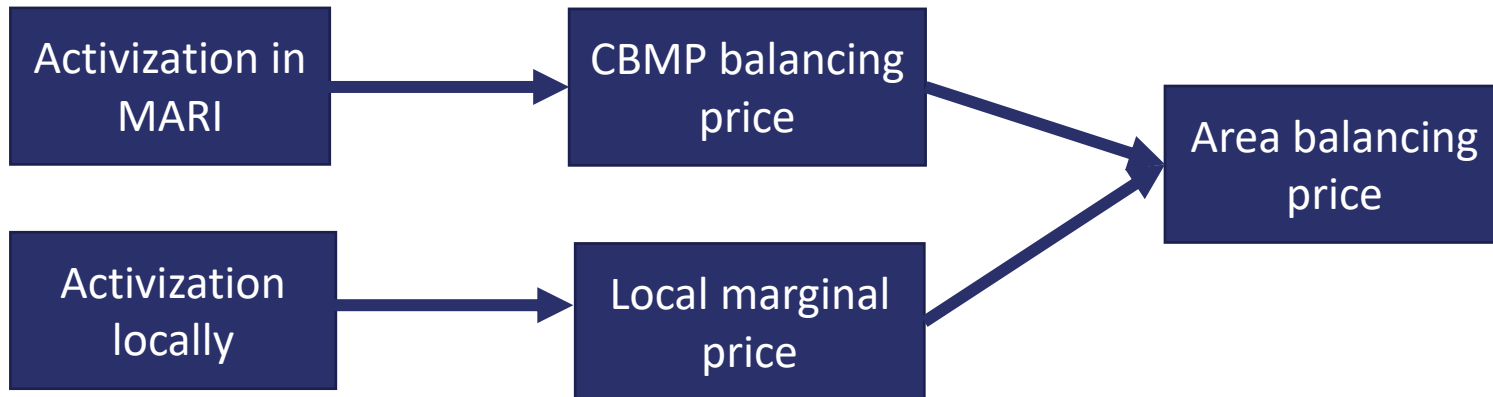 Activization in
MARI
CBMP balancing
price
Area balancing
price
Activization
locally
Local marginal
price